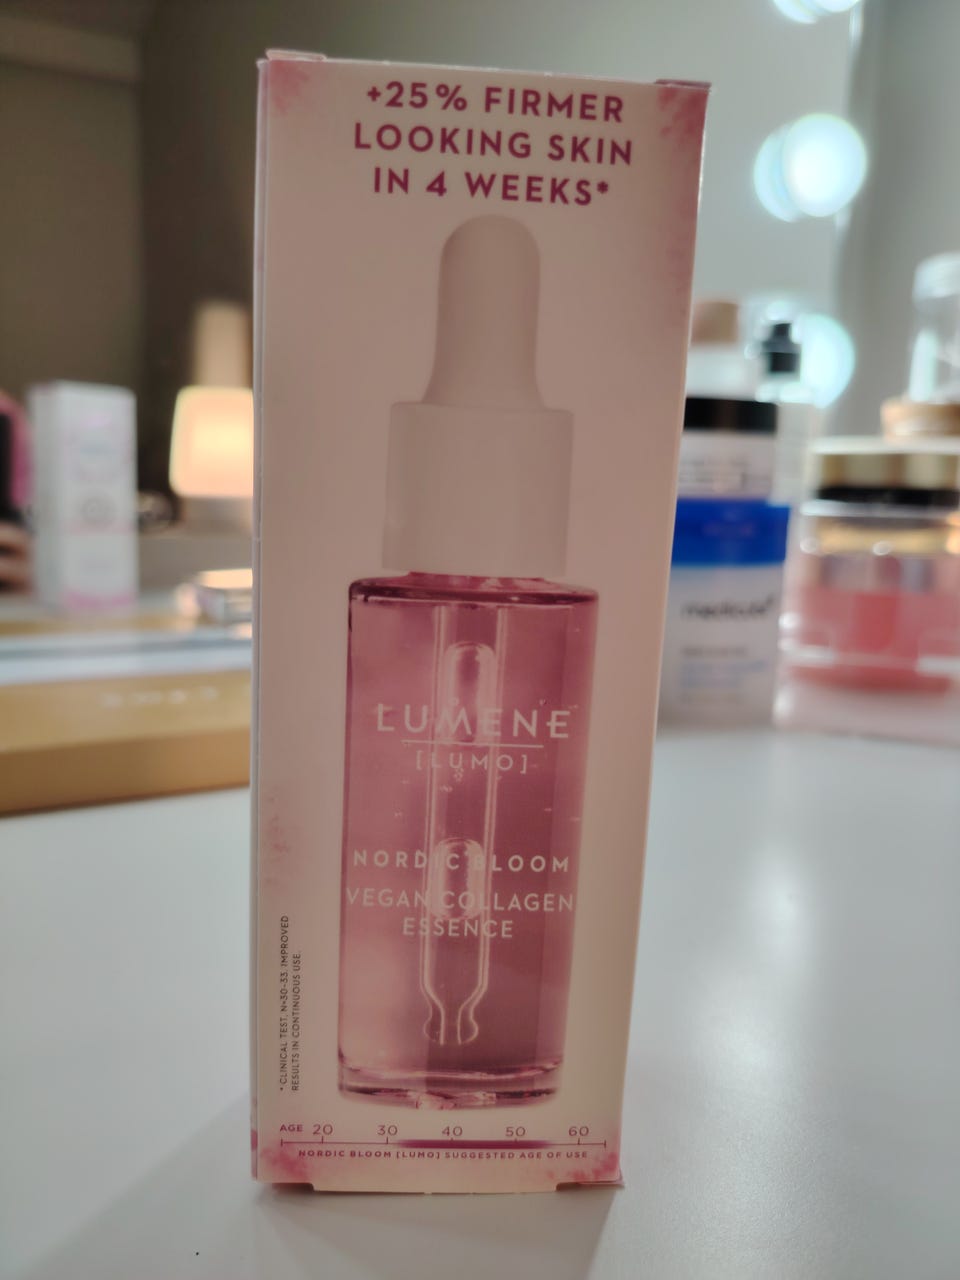 +25% FIRMER
LOOKING SKIN
IN 4 WEEKS*
LUMENE
[LUMO]
NORDIC BLOOM
VEGAN COLLAGEN
ESSENCE
* CLINICAL TEST, N=30-33. IMPROVED
RESULTS IN CONTINUOUS USE.
AGE 20 30 40 50 60
NORDIC BLOOM [LUMO] SUGGESTED AGE OF USE
medicube